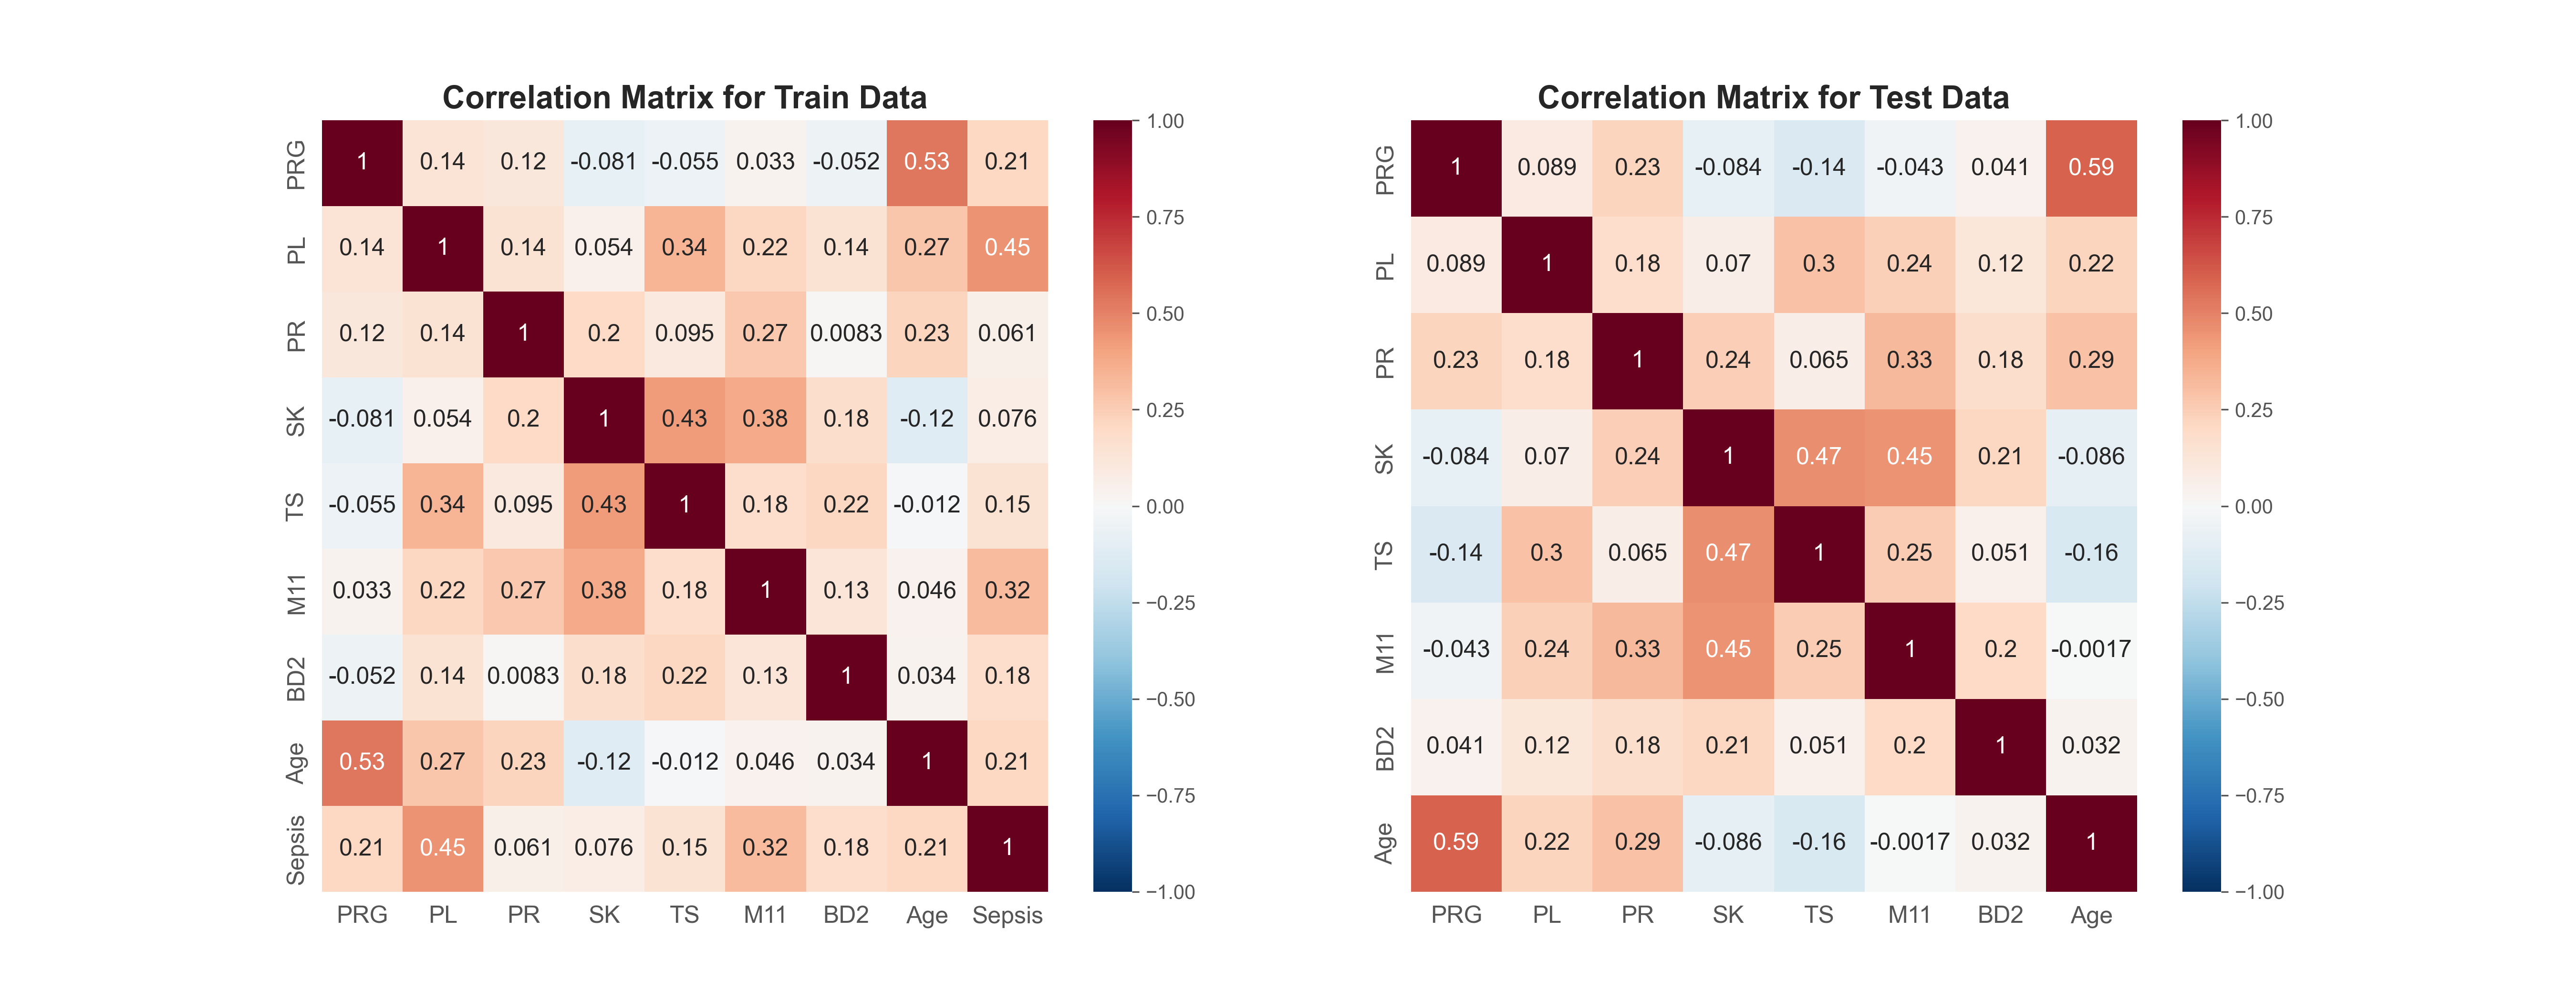 Correlation Matrix for Train Data
PRG 1 0.14 0.12 -0.081 -0.055 0.033 -0.052 0.53 0.21
PL 0.14 1 0.14 0.054 0.34 0.22 0.14 0.27 0.45
PR 0.12 0.14 1 0.2 0.095 0.27 0.0083 0.23 0.061
SK -0.081 0.054 0.2 1 0.43 0.38 0.18 -0.12 0.076
TS -0.055 0.34 0.095 0.43 1 0.18 0.22 -0.012 0.15
M11 0.033 0.22 0.27 0.38 0.18 1 0.13 0.046 0.32
BD2 -0.052 0.14 0.0083 0.18 0.22 0.13 1 0.034 0.18
Age 0.53 0.27 0.23 -0.12 -0.012 0.046 0.034 1 0.21
Sepsis 0.21 0.45 0.061 0.076 0.15 0.32 0.18 0.21 1
PRG PL PR SK TS M11 BD2 Age Sepsis
1.00
0.75
0.50
0.25
0.00
−0.25
−0.50
−0.75
−1.00
Correlation Matrix for Test Data
PRG 1 0.089 0.23 -0.084 -0.14 -0.043 0.041 0.59
PL 0.089 1 0.18 0.07 0.3 0.24 0.12 0.22
PR 0.23 0.18 1 0.24 0.065 0.33 0.18 0.29
SK -0.084 0.07 0.24 1 0.47 0.45 0.21 -0.086
TS -0.14 0.3 0.065 0.47 1 0.25 0.051 -0.16
M11 -0.043 0.24 0.33 0.45 0.25 1 0.2 -0.0017
BD2 0.041 0.12 0.18 0.21 0.051 0.2 1 0.032
Age 0.59 0.22 0.29 -0.086 -0.16 -0.0017 0.032 1
PRG PL PR SK TS M11 BD2 Age
1.00
0.75
0.50
0.25
0.00
−0.25
−0.50
−0.75
−1.00